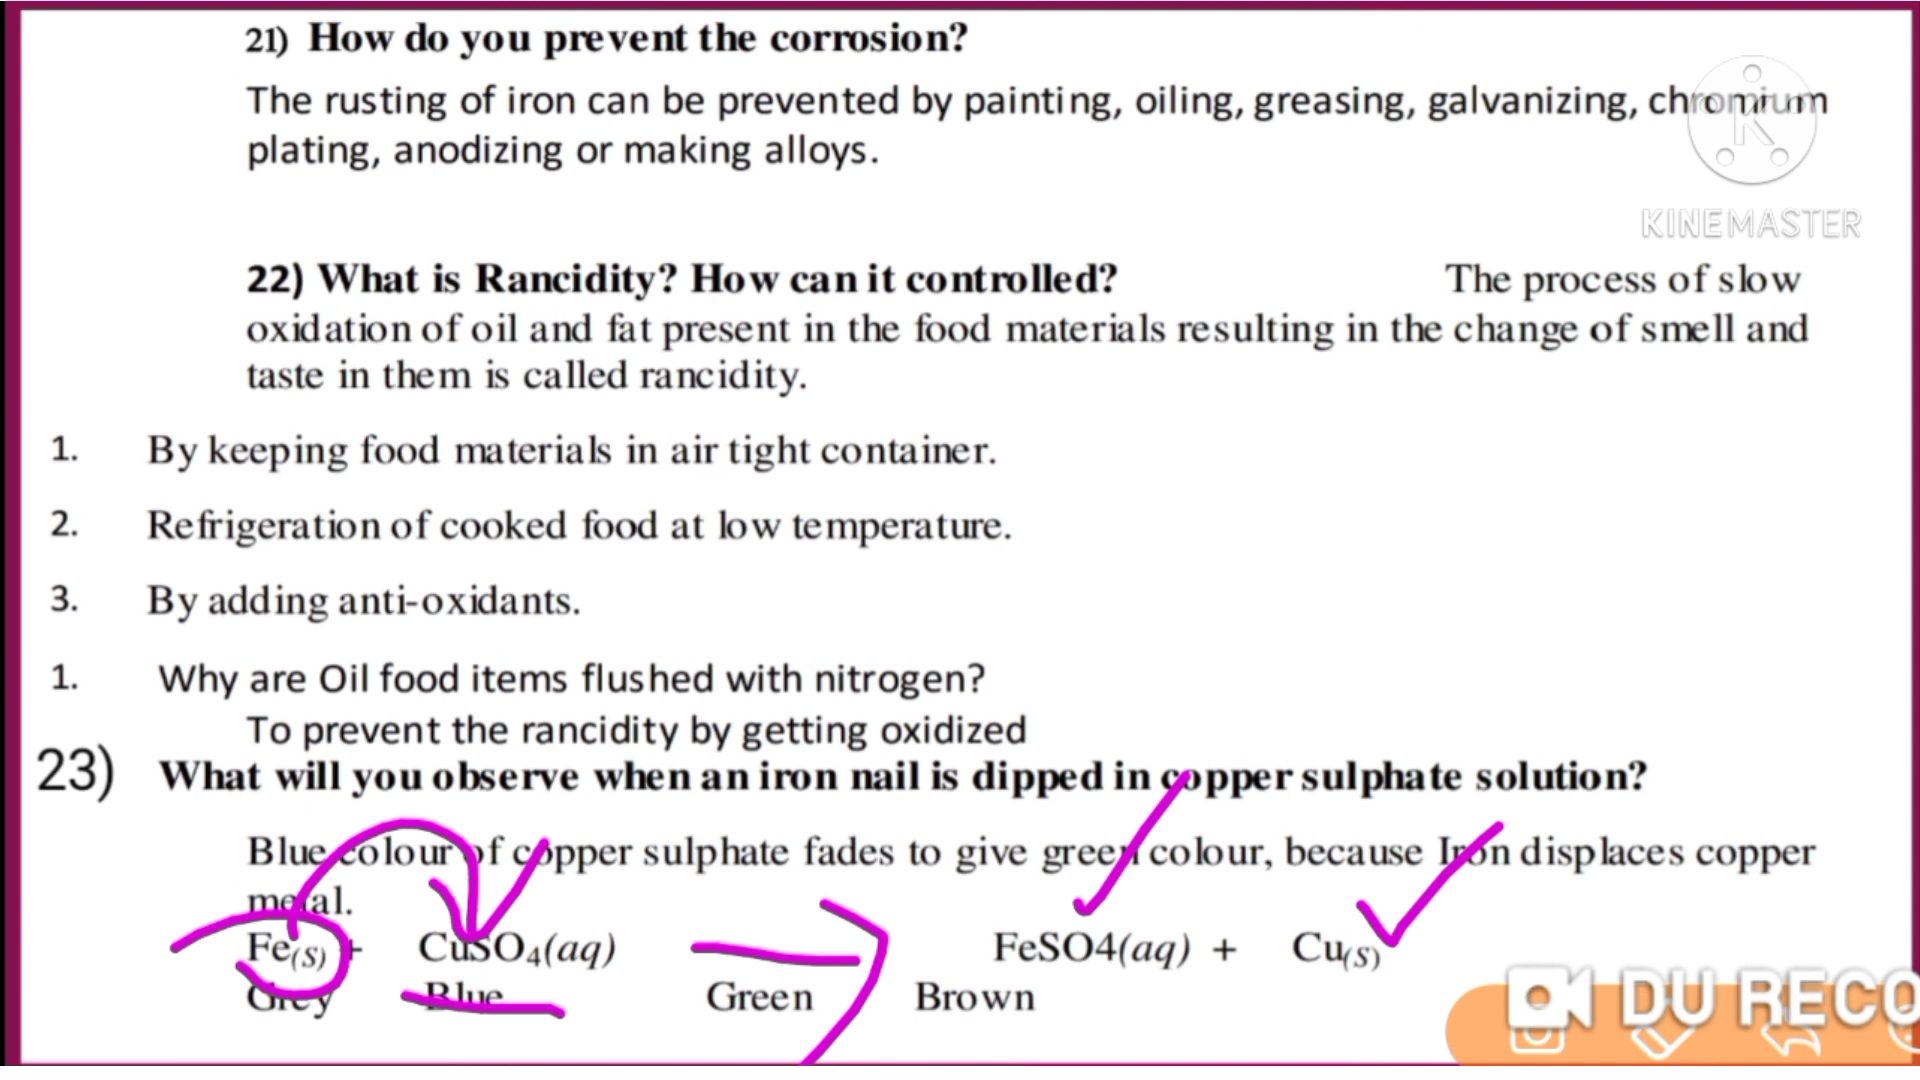 21) How do you prevent the corrosion?
The rusting of iron can be prevented by painting, oiling, greasing, galvanizing, chromium
plating, anodizing or making alloys.
KINEMASTER
22) What is Rancidity? How can it controlled? The process of slow
oxidation of oil and fat present in the food materials resulting in the change of smell and
taste in them is called rancidity.
1. By keeping food materials in air tight container.
2. Refrigeration of cooked food at low temperature.
3. By adding anti-oxidants.
1. Why are Oil food items flushed with nitrogen?
To prevent the rancidity by getting oxidized
23) What will you observe when an iron nail is dipped in copper sulphate solution?
Blue colour of copper sulphate fades to give green colour, because Iron displaces copper
metal.
Fe(S) + CuSO4(aq) FeSO4(aq) + Cu(S)
Grey Blue Green Brown
DU RECO